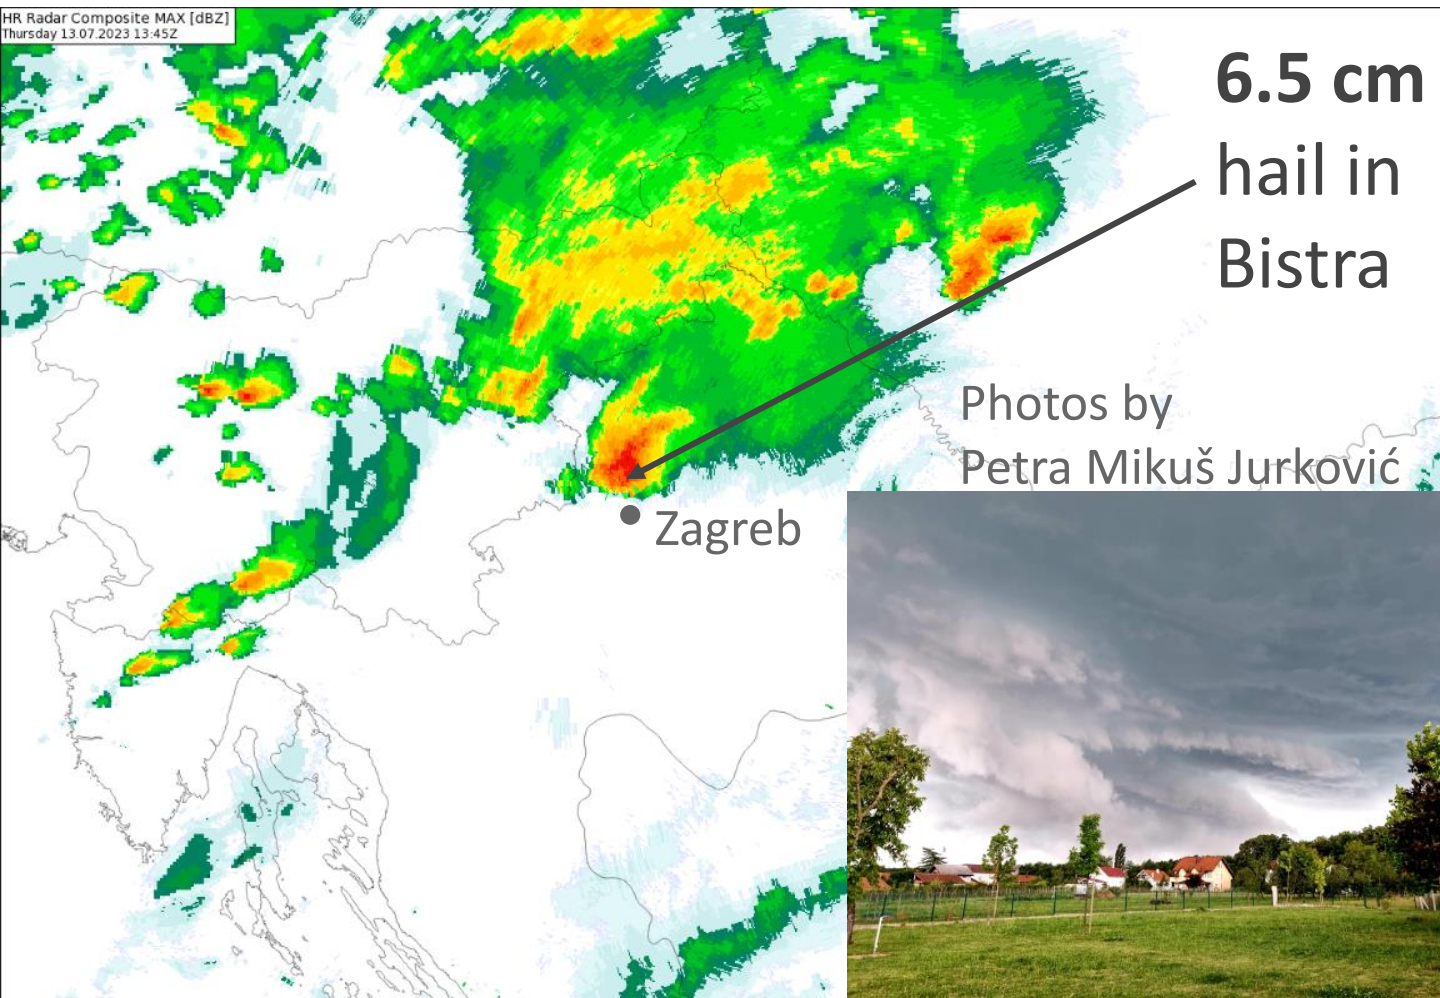 HR Radar Composite MAX [dBZ]
Thursday 13.07.2023 13:45Z
6.5 cm
hail in
Bistra
Photos by
Petra Mikuš Jurković
Zagreb